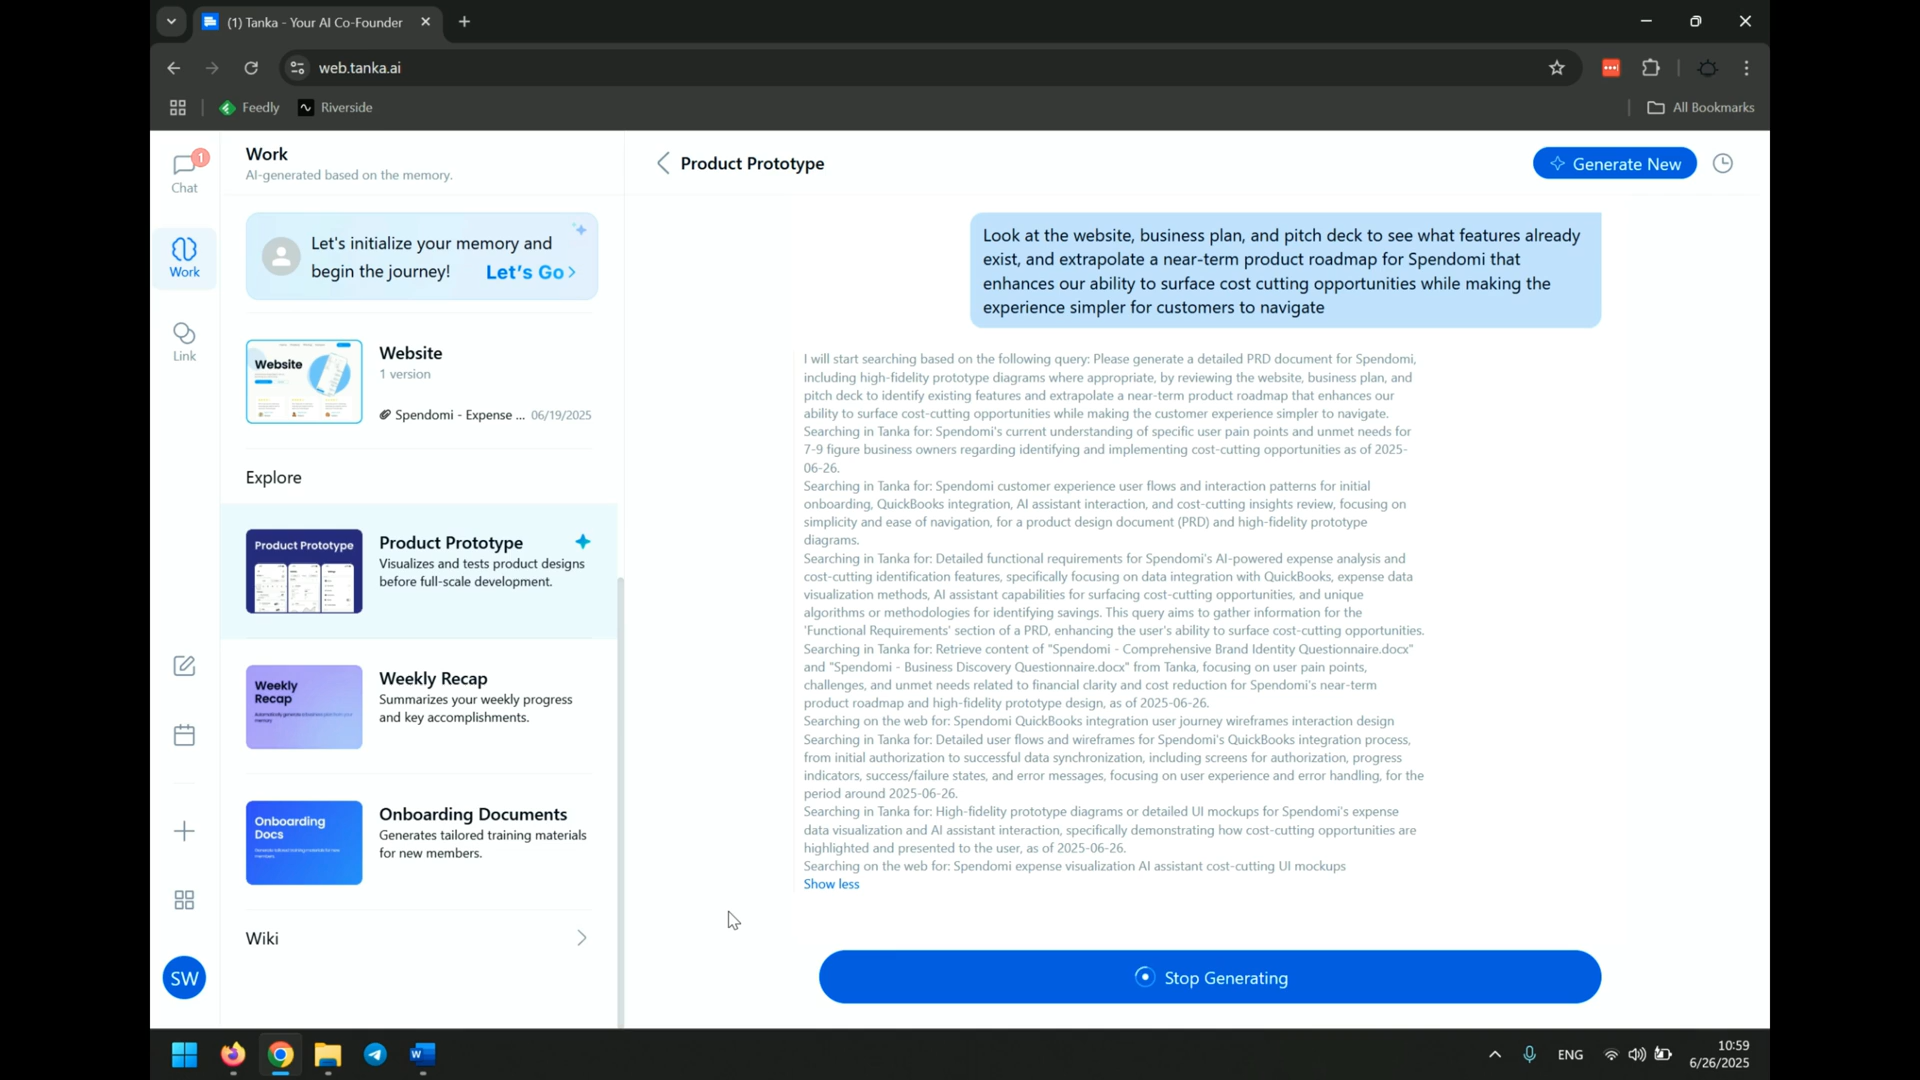 (1) Tanka - Your AI Co-Founder
web.tanka.ai
Feedly
Riverside
All Bookmarks
1
Chat
Work
Link
SW
Work
AI-generated based on the memory.
Let's initialize your memory and
begin the journey!
Let's Go
Website
Website
1 version
Spendomi - Expense ... 06/19/2025
Explore
Product Prototype
Product Prototype
Visualizes and tests product designs
before full-scale development.
Weekly
Recap
Weekly Recap
Summarizes your weekly progress
and key accomplishments.
Onboarding
Docs
Onboarding Documents
Generates tailored training materials
for new members.
Wiki
Product Prototype
Generate New
Look at the website, business plan, and pitch deck to see what features already
exist, and extrapolate a near-term product roadmap for Spendomi that
enhances our ability to surface cost cutting opportunities while making the
experience simpler for customers to navigate
I will start searching based on the following query: Please generate a detailed PRD document for Spendomi,
including high-fidelity prototype diagrams where appropriate, by reviewing the website, business plan, and
pitch deck to identify existing features and extrapolate a near-term product roadmap that enhances our
ability to surface cost-cutting opportunities while making the customer experience simpler to navigate.
Searching in Tanka for: Spendomi's current understanding of specific user pain points and unmet needs for
7-9 figure business owners regarding identifying and implementing cost-cutting opportunities as of 2025-
06-26.
Searching in Tanka for: Spendomi customer experience user flows and interaction patterns for initial
onboarding, QuickBooks integration, AI assistant interaction, and cost-cutting insights review, focusing on
simplicity and ease of navigation, for a product design document (PRD) and high-fidelity prototype
diagrams.
Searching in Tanka for: Detailed functional requirements for Spendomi's AI-powered expense analysis and
cost-cutting identification features, specifically focusing on data integration with QuickBooks, expense data
visualization methods, AI assistant capabilities for surfacing cost-cutting opportunities, and unique
algorithms or methodologies for identifying savings. This query aims to gather information for the
'Functional Requirements' section of a PRD, enhancing the user's ability to surface cost-cutting opportunities.
Searching in Tanka for: Retrieve content of "Spendomi - Comprehensive Brand Identity Questionnaire.docx"
and "Spendomi - Business Discovery Questionnaire.docx" from Tanka, focusing on user pain points,
challenges, and unmet needs related to financial clarity and cost reduction for Spendomi's near-term
product roadmap and high-fidelity prototype design, as of 2025-06-26.
Searching on the web for: Spendomi QuickBooks integration user journey wireframes interaction design
Searching in Tanka for: Detailed user flows and wireframes for Spendomi's QuickBooks integration process,
from initial authorization to successful data synchronization, including screens for authorization, progress
indicators, success/failure states, and error messages, focusing on user experience and error handling, for the
period around 2025-06-26.
Searching in Tanka for: High-fidelity prototype diagrams or detailed UI mockups for Spendomi's expense
data visualization and AI assistant interaction, specifically demonstrating how cost-cutting opportunities are
highlighted and presented to the user, as of 2025-06-26.
Searching on the web for: Spendomi expense visualization AI assistant cost-cutting UI mockups
Show less
Stop Generating
ENG
10:59
6/26/2025